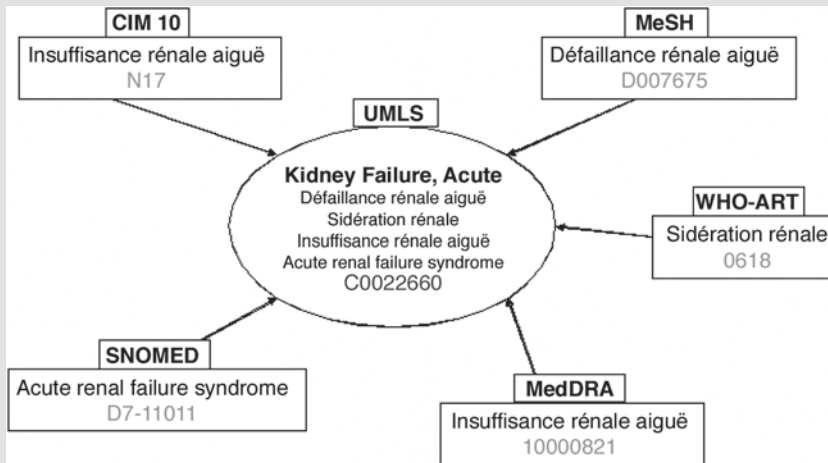 CIM 10
Insuffisance rénale aiguë
N17
MeSH
Défaillance rénale aiguë
D007675
UMLS
Kidney Failure, Acute
Défaillance rénale aiguë
Sidération rénale
Insuffisance rénale aiguë
Acute renal failure syndrome
C0022660
WHO-ART
Sidération rénale
0618
SNOMED
Acute renal failure syndrome
D7-11011
MedDRA
Insuffisance rénale aiguë
10000821